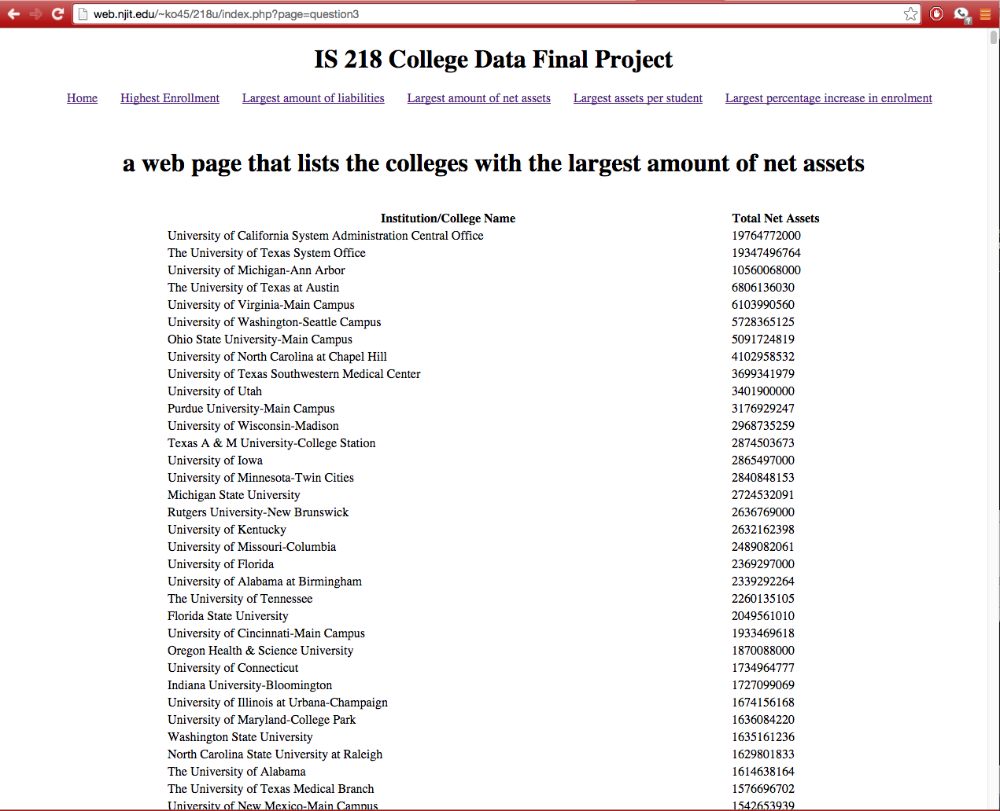 web.njit.edu/~ko45/218u/index.php?page=question3
IS 218 College Data Final Project
Home Highest Enrollment Largest amount of liabilities Largest amount of net assets Largest assets per student Largest percentage increase in enrolment
a web page that lists the colleges with the largest amount of net assets
Institution/College Name Total Net Assets
University of California System Administration Central Office 19764772000
The University of Texas System Office 19347496764
University of Michigan-Ann Arbor 10560068000
The University of Texas at Austin 6806136030
University of Virginia-Main Campus 6103990560
University of Washington-Seattle Campus 5728365125
Ohio State University-Main Campus 5091724819
University of North Carolina at Chapel Hill 4102958532
University of Texas Southwestern Medical Center 3699341979
University of Utah 3401900000
Purdue University-Main Campus 3176929247
University of Wisconsin-Madison 2968735259
Texas A & M University-College Station 2874503673
University of Iowa 2865497000
University of Minnesota-Twin Cities 2840848153
Michigan State University 2724532091
Rutgers University-New Brunswick 2636769000
University of Kentucky 2632162398
University of Missouri-Columbia 2489082061
University of Florida 2369297000
University of Alabama at Birmingham 2339292264
The University of Tennessee 2260135105
Florida State University 2049561010
University of Cincinnati-Main Campus 1933469618
Oregon Health & Science University 1870088000
University of Connecticut 1734964777
Indiana University-Bloomington 1727099069
University of Illinois at Urbana-Champaign 1674156168
University of Maryland-College Park 1636084220
Washington State University 1635161236
North Carolina State University at Raleigh 1629801833
The University of Alabama 1614638164
The University of Texas Medical Branch 1576696702
University of New Mexico-Main Campus 1542653939